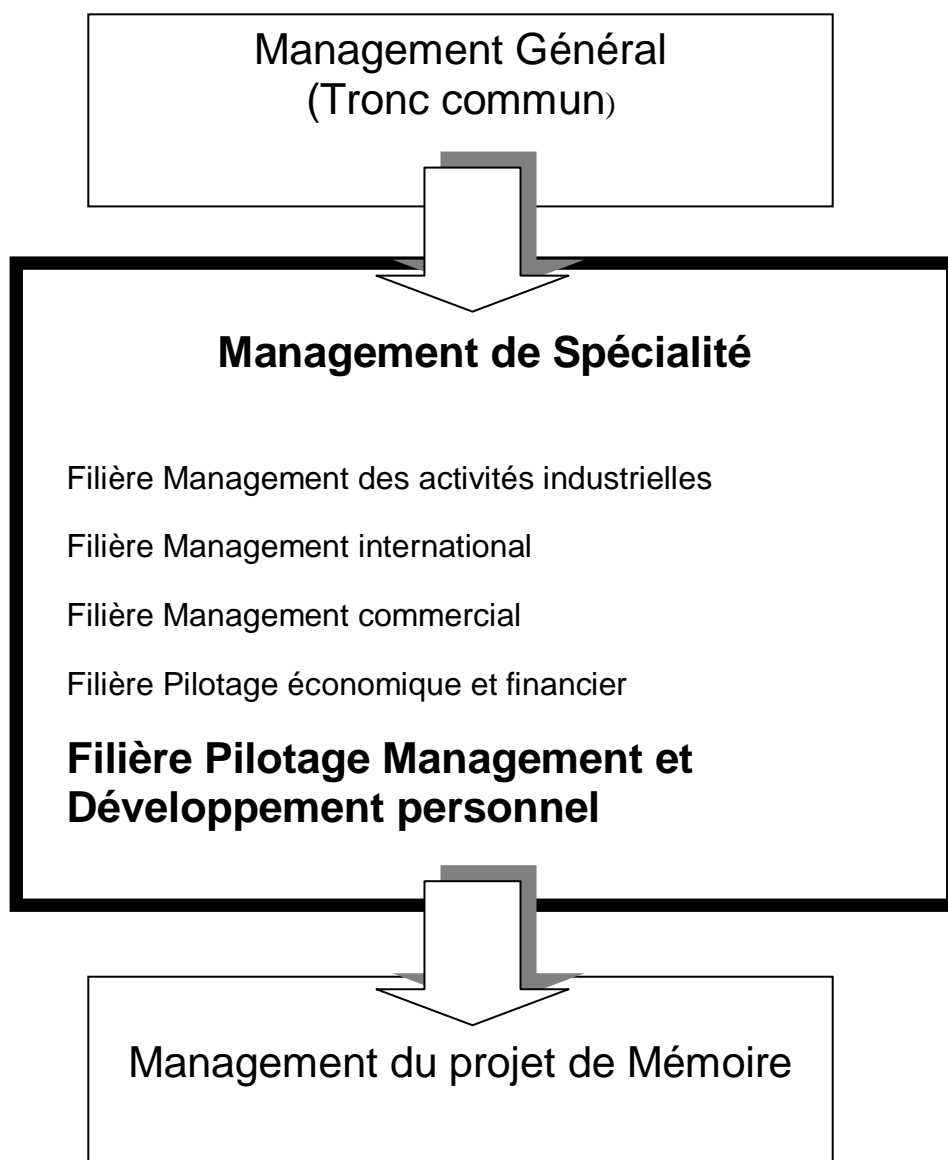 Management Général
(Tronc commun)
Management de Spécialité
Filière Management des activités industrielles
Filière Management international
Filière Management commercial
Filière Pilotage économique et financier
Filière Pilotage Management et
Développement personnel
Management du projet de Mémoire